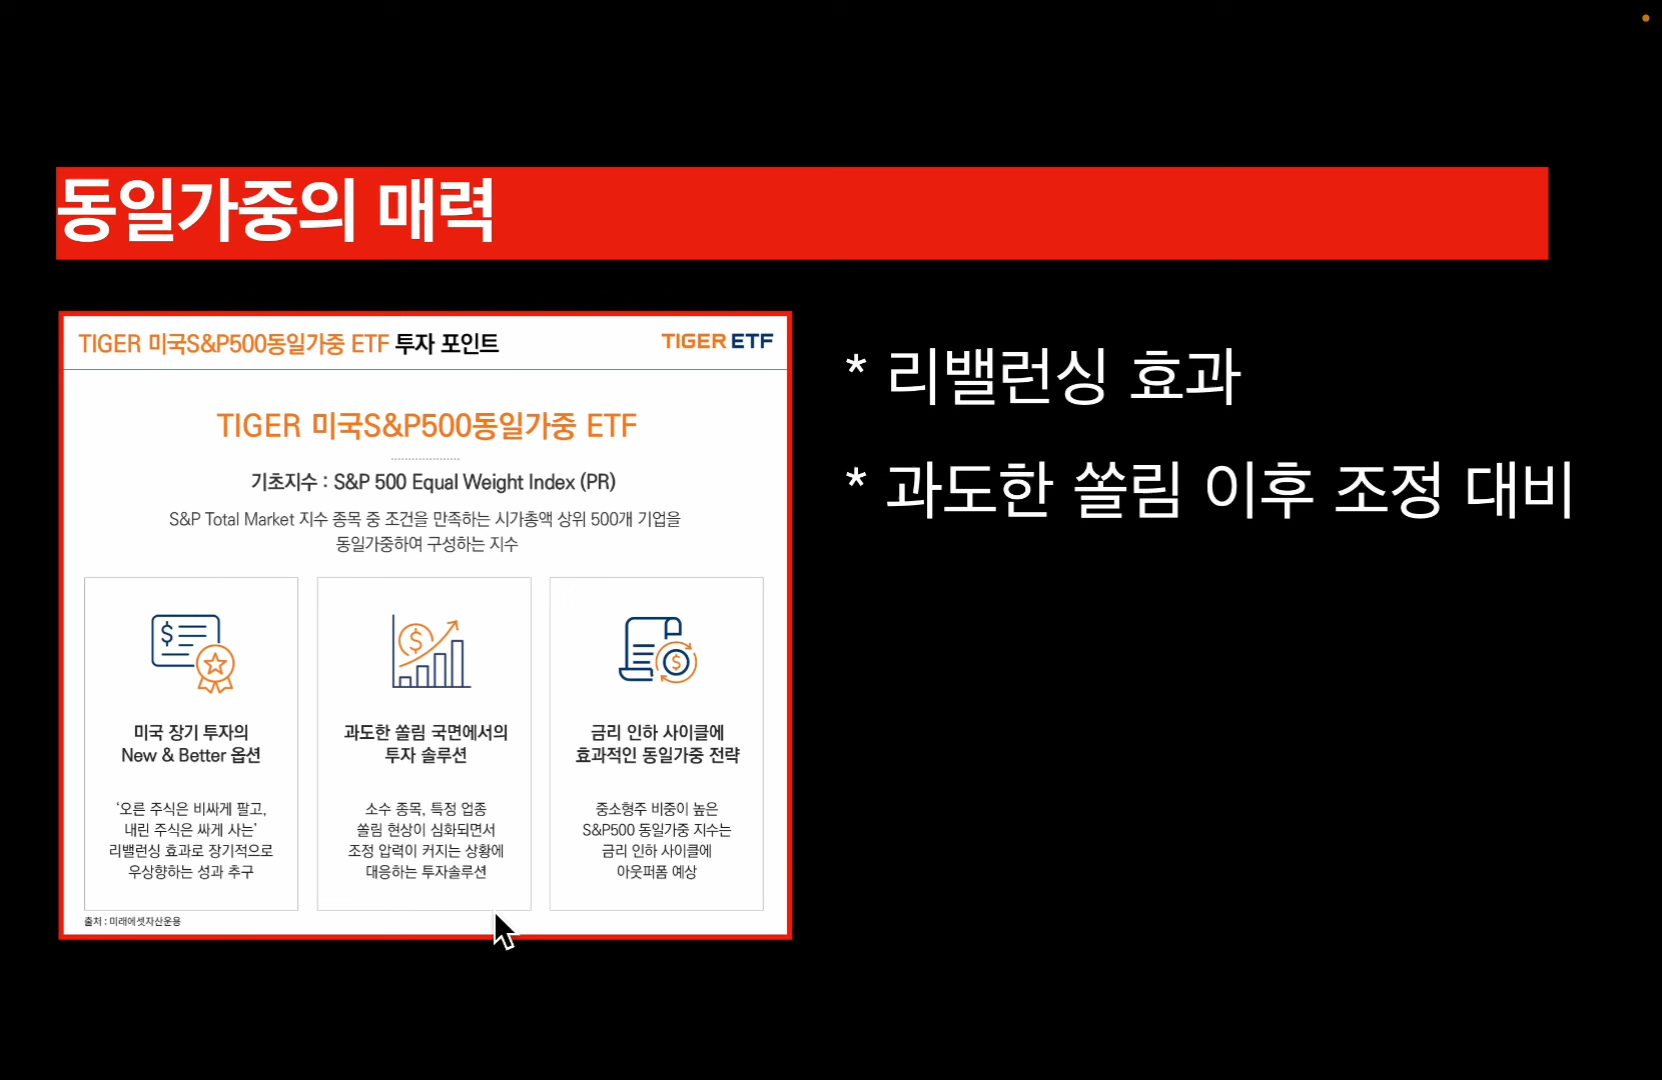 동일가중의 매력
TIGER 미국S&P500동일가중 ETF 투자 포인트
TIGER ETF
TIGER 미국S&P500동일가중 ETF
기초지수 : S&P 500 Equal Weight Index (PR)
S&P Total Market 지수 종목 중 조건을 만족하는 시가총액 상위 500개 기업을
동일가중하여 구성하는 지수
미국 장기 투자의
New & Better 옵션
‘오른 주식은 비싸게 팔고,
내린 주식은 싸게 사는’
리밸런싱 효과로 장기적으로
우상향하는 성과 추구
과도한 쏠림 국면에서의
투자 솔루션
소수 종목, 특정 업종
쏠림 현상이 심화되면서
조정 압력이 커지는 상황에
대응하는 투자솔루션
금리 인하 사이클에
효과적인 동일가중 전략
중소형주 비중이 높은
S&P500 동일가중 지수는
금리 인하 사이클에
아웃퍼폼 예상
출처 : 미래에셋자산운용
* 리밸런싱 효과
* 과도한 쏠림 이후 조정 대비